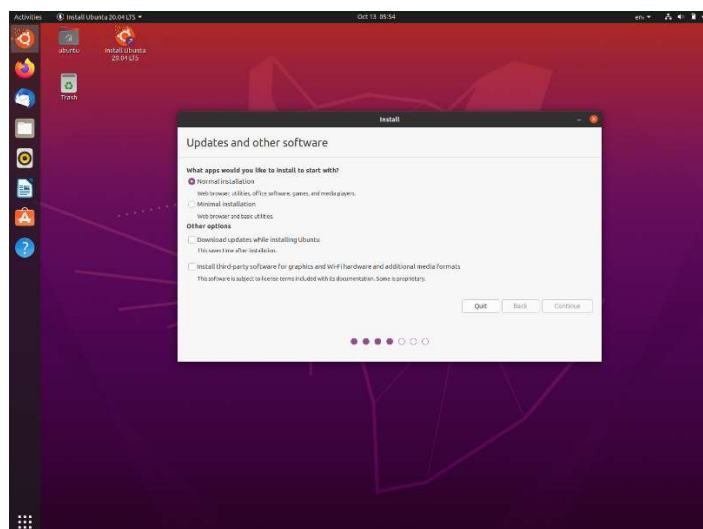 Activities
Install Ubuntu 20.04 LTS
Oct 13 05:54
en
ubuntu
Install Ubuntu
20.04 LTS
Trash
Install
Updates and other software
What apps would you like to install to start with?
Normal installation
Web browser, utilities, office software, games, and media players.
Minimal installation
Web browser and basic utilities.
Other options
Download updates while installing Ubuntu
This saves time after installation.
Install third-party software for graphics and Wi-Fi hardware and additional media formats
This software is subject to license terms included with its documentation. Some is proprietary.
Quit
Back
Continue